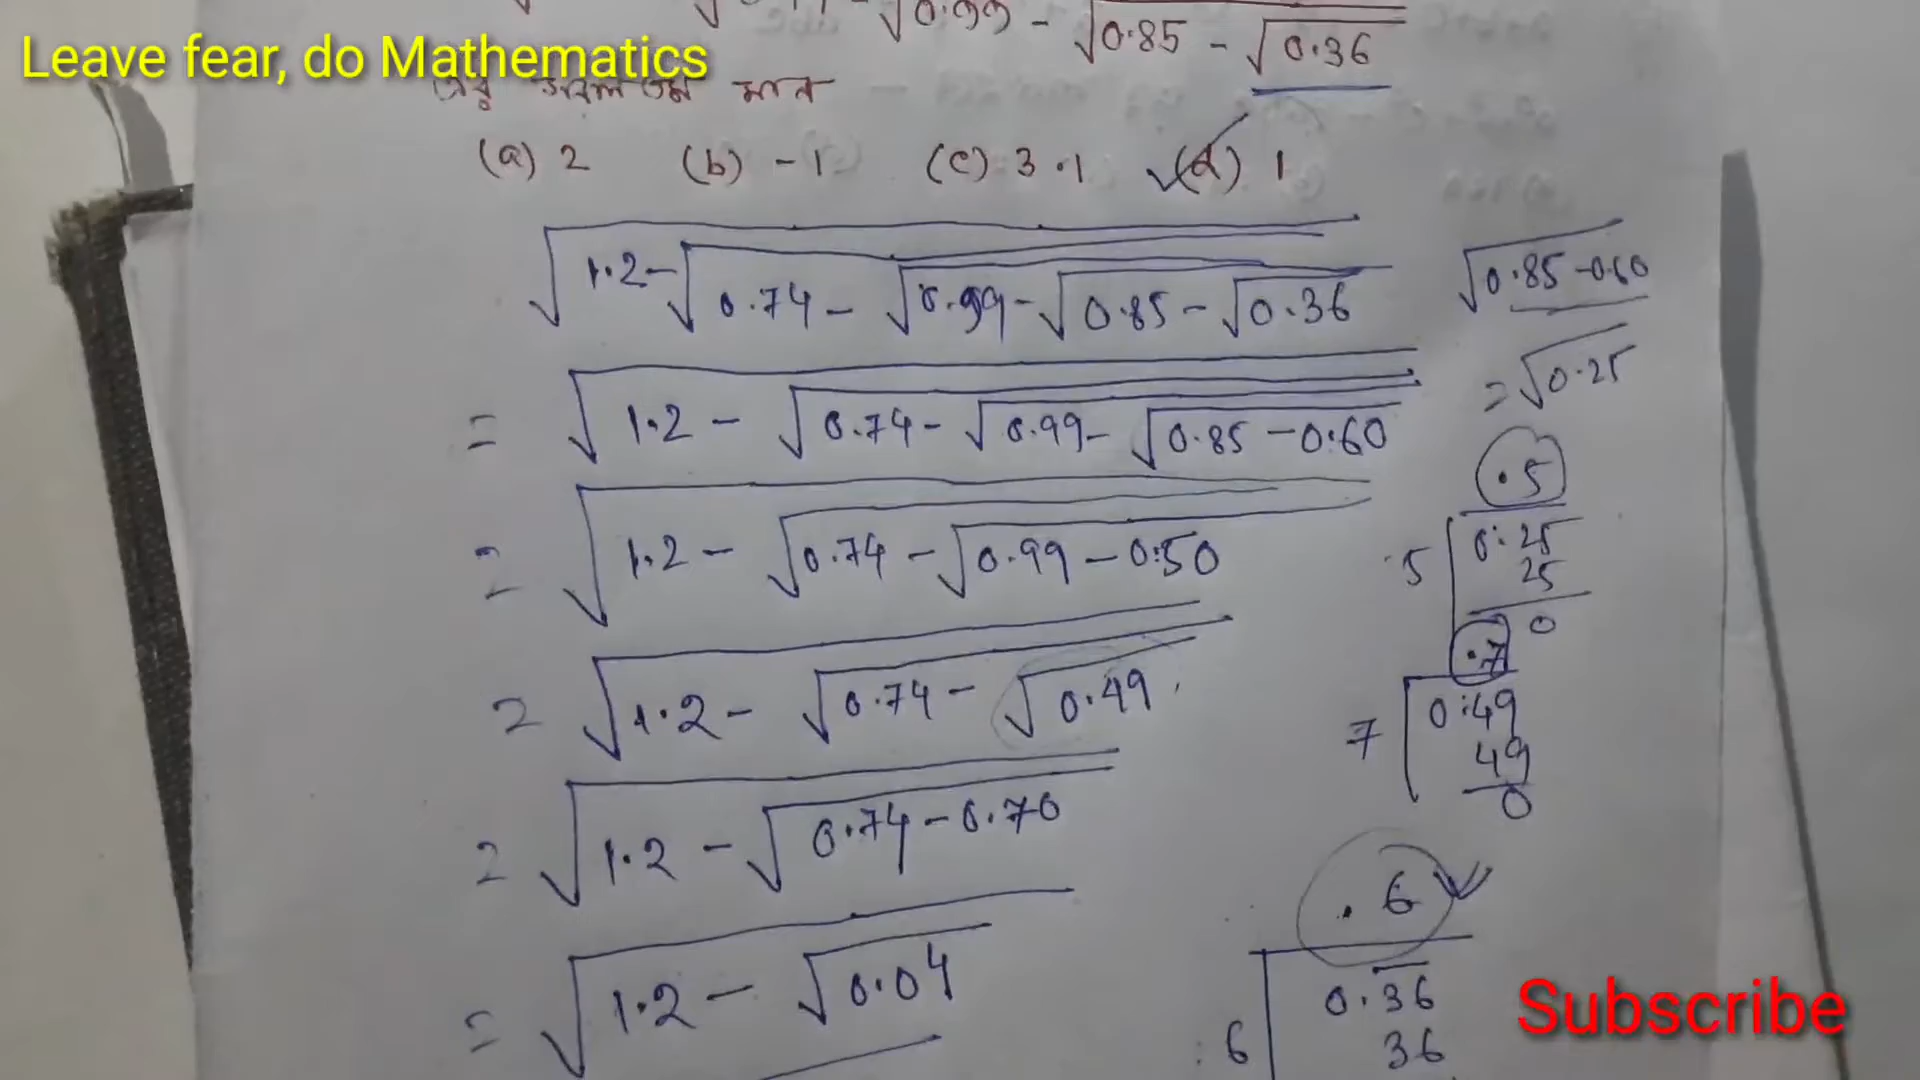 √0.99 - √0.85 - √0.36
Leave fear, do Mathematics
এর সরলতম মান
(a) 2 (b) -1 (c) 3.1 (d) 1
√1.2 - √0.74 - √0.99 - √0.85 - √0.36
= √1.2 - √0.74 - √0.99 - √0.85 - 0.60
= √1.2 - √0.74 - √0.99 - 0.50
= √1.2 - √0.74 - √0.49
= √1.2 - √0.74 - 0.70
= √1.2 - √0.04
√0.85 - 0.60
= √0.25
.5
.5 0.25
25
0
.7
7 0.49
49
0
.6
0.36
.6 36
Subscribe